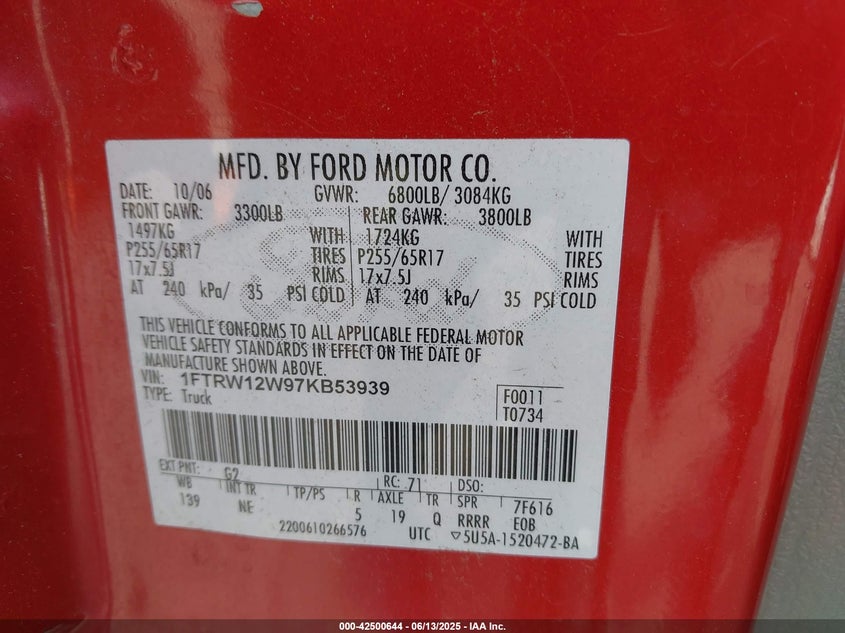 MFD. BY FORD MOTOR CO.
DATE: 10/06 GVWR: 6800LB/ 3084KG
FRONT GAWR: 3300LB REAR GAWR: 3800LB
1497KG WITH 1724KG WITH
P255/65R17 TIRES P255/65R17 TIRES
17x7.5J RIMS 17x7.5J RIMS
AT 240 kPa/ 35 PSI COLD AT 240 kPa/ 35 PSI COLD
THIS VEHICLE CONFORMS TO ALL APPLICABLE FEDERAL MOTOR
VEHICLE SAFETY STANDARDS IN EFFECT ON THE DATE OF
MANUFACTURE SHOWN ABOVE.
VIN: 1FTRW12W97KB53939
TYPE: Truck
F0011
T0734
EXT PNT: G2 RC: 71 DSO:
WB INT TR TP/PS R AXLE TR SPR 7F616
139 NE 5 19 Q RRRR EOB
2200610266576 UTC ▽5U5A-1520472-BA
000-42500644 - 06/13/2025 - IAA Inc.